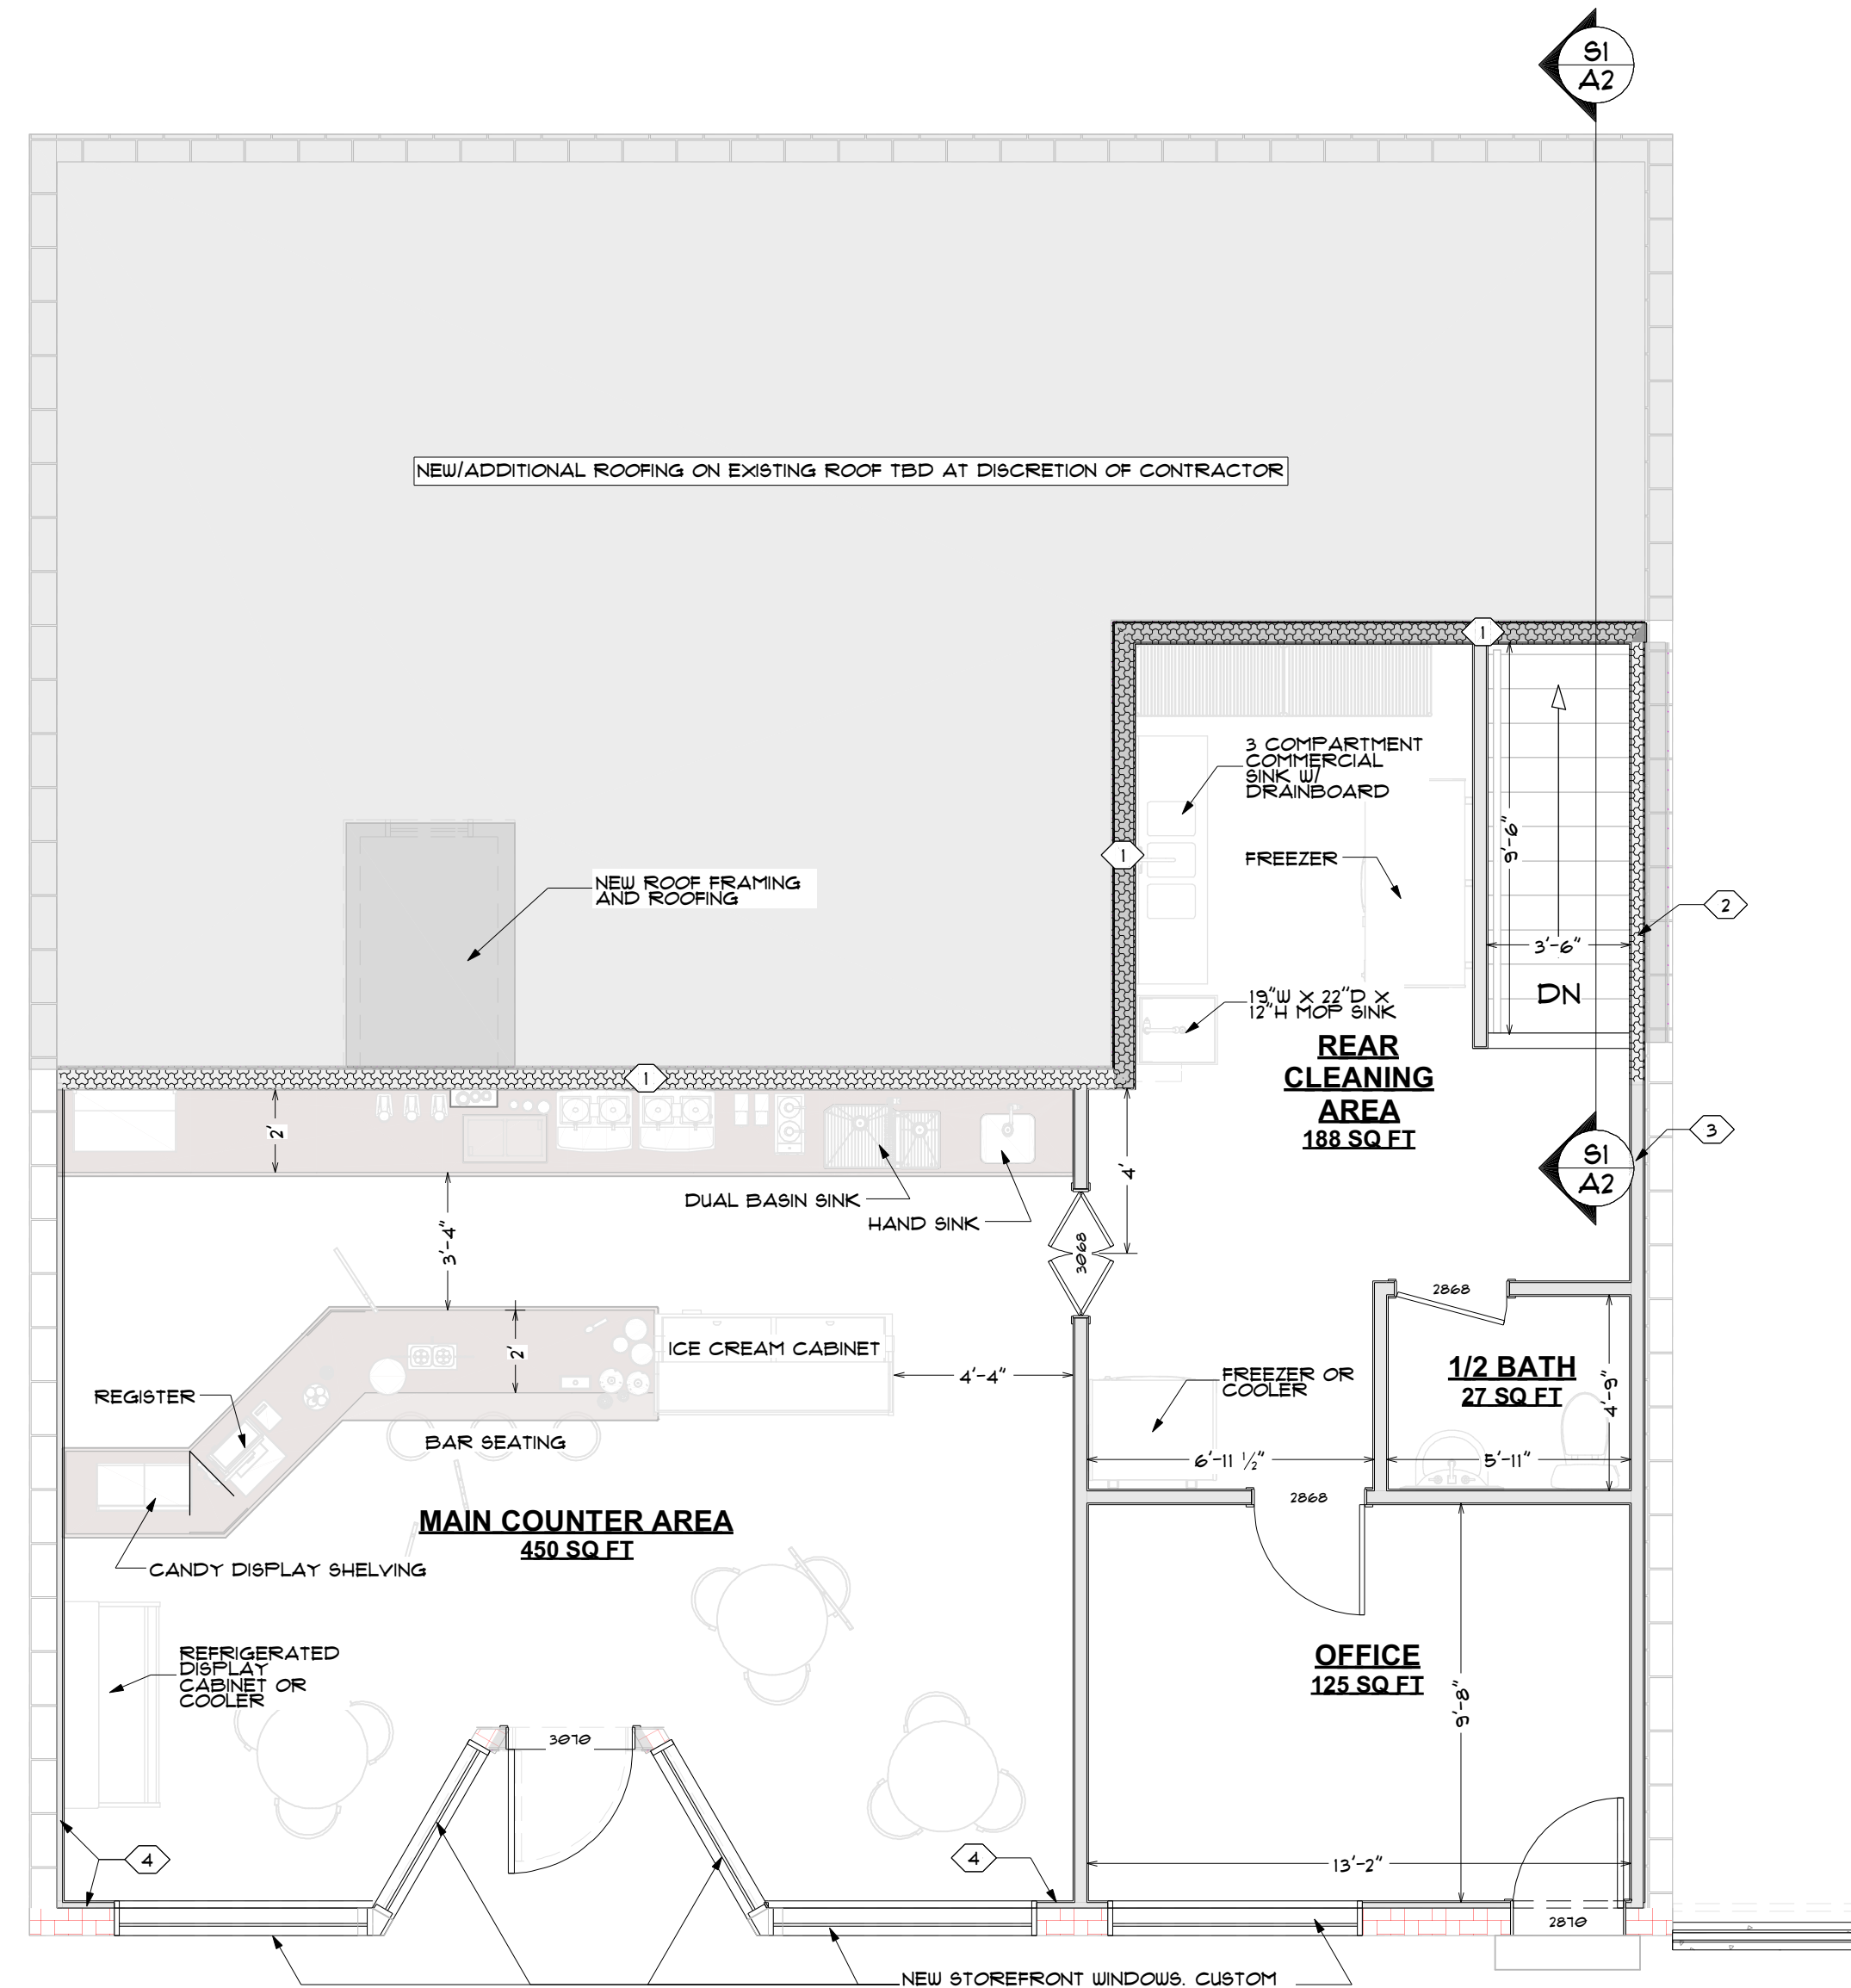 S1
A2
NEW/ADDITIONAL ROOFING ON EXISTING ROOF TBD AT DISCRETION OF CONTRACTOR
1
3 COMPARTMENT
COMMERCIAL
SINK W/
DRAINBOARD
9'-6"
1
FREEZER
NEW ROOF FRAMING
AND ROOFING
2
3'-6"
DN
19"W X 22"D X
12"H MOP SINK
REAR
CLEANING
AREA
188 SQ FT
1
2'
3
4'
S1
A2
DUAL BASIN SINK
HAND SINK
3'-4"
3068
2868
ICE CREAM CABINET
2'
4'-4"
FREEZER OR
COOLER
1/2 BATH
27 SQ FT
4'-9"
REGISTER
BAR SEATING
6'-11 ½"
5'-11"
2868
MAIN COUNTER AREA
450 SQ FT
CANDY DISPLAY SHELVING
OFFICE
125 SQ FT
9'-8"
REFRIGERATED
DISPLAY
CABINET OR
COOLER
3070
4
4
13'-2"
2870
NEW STOREFRONT WINDOWS. CUSTOM